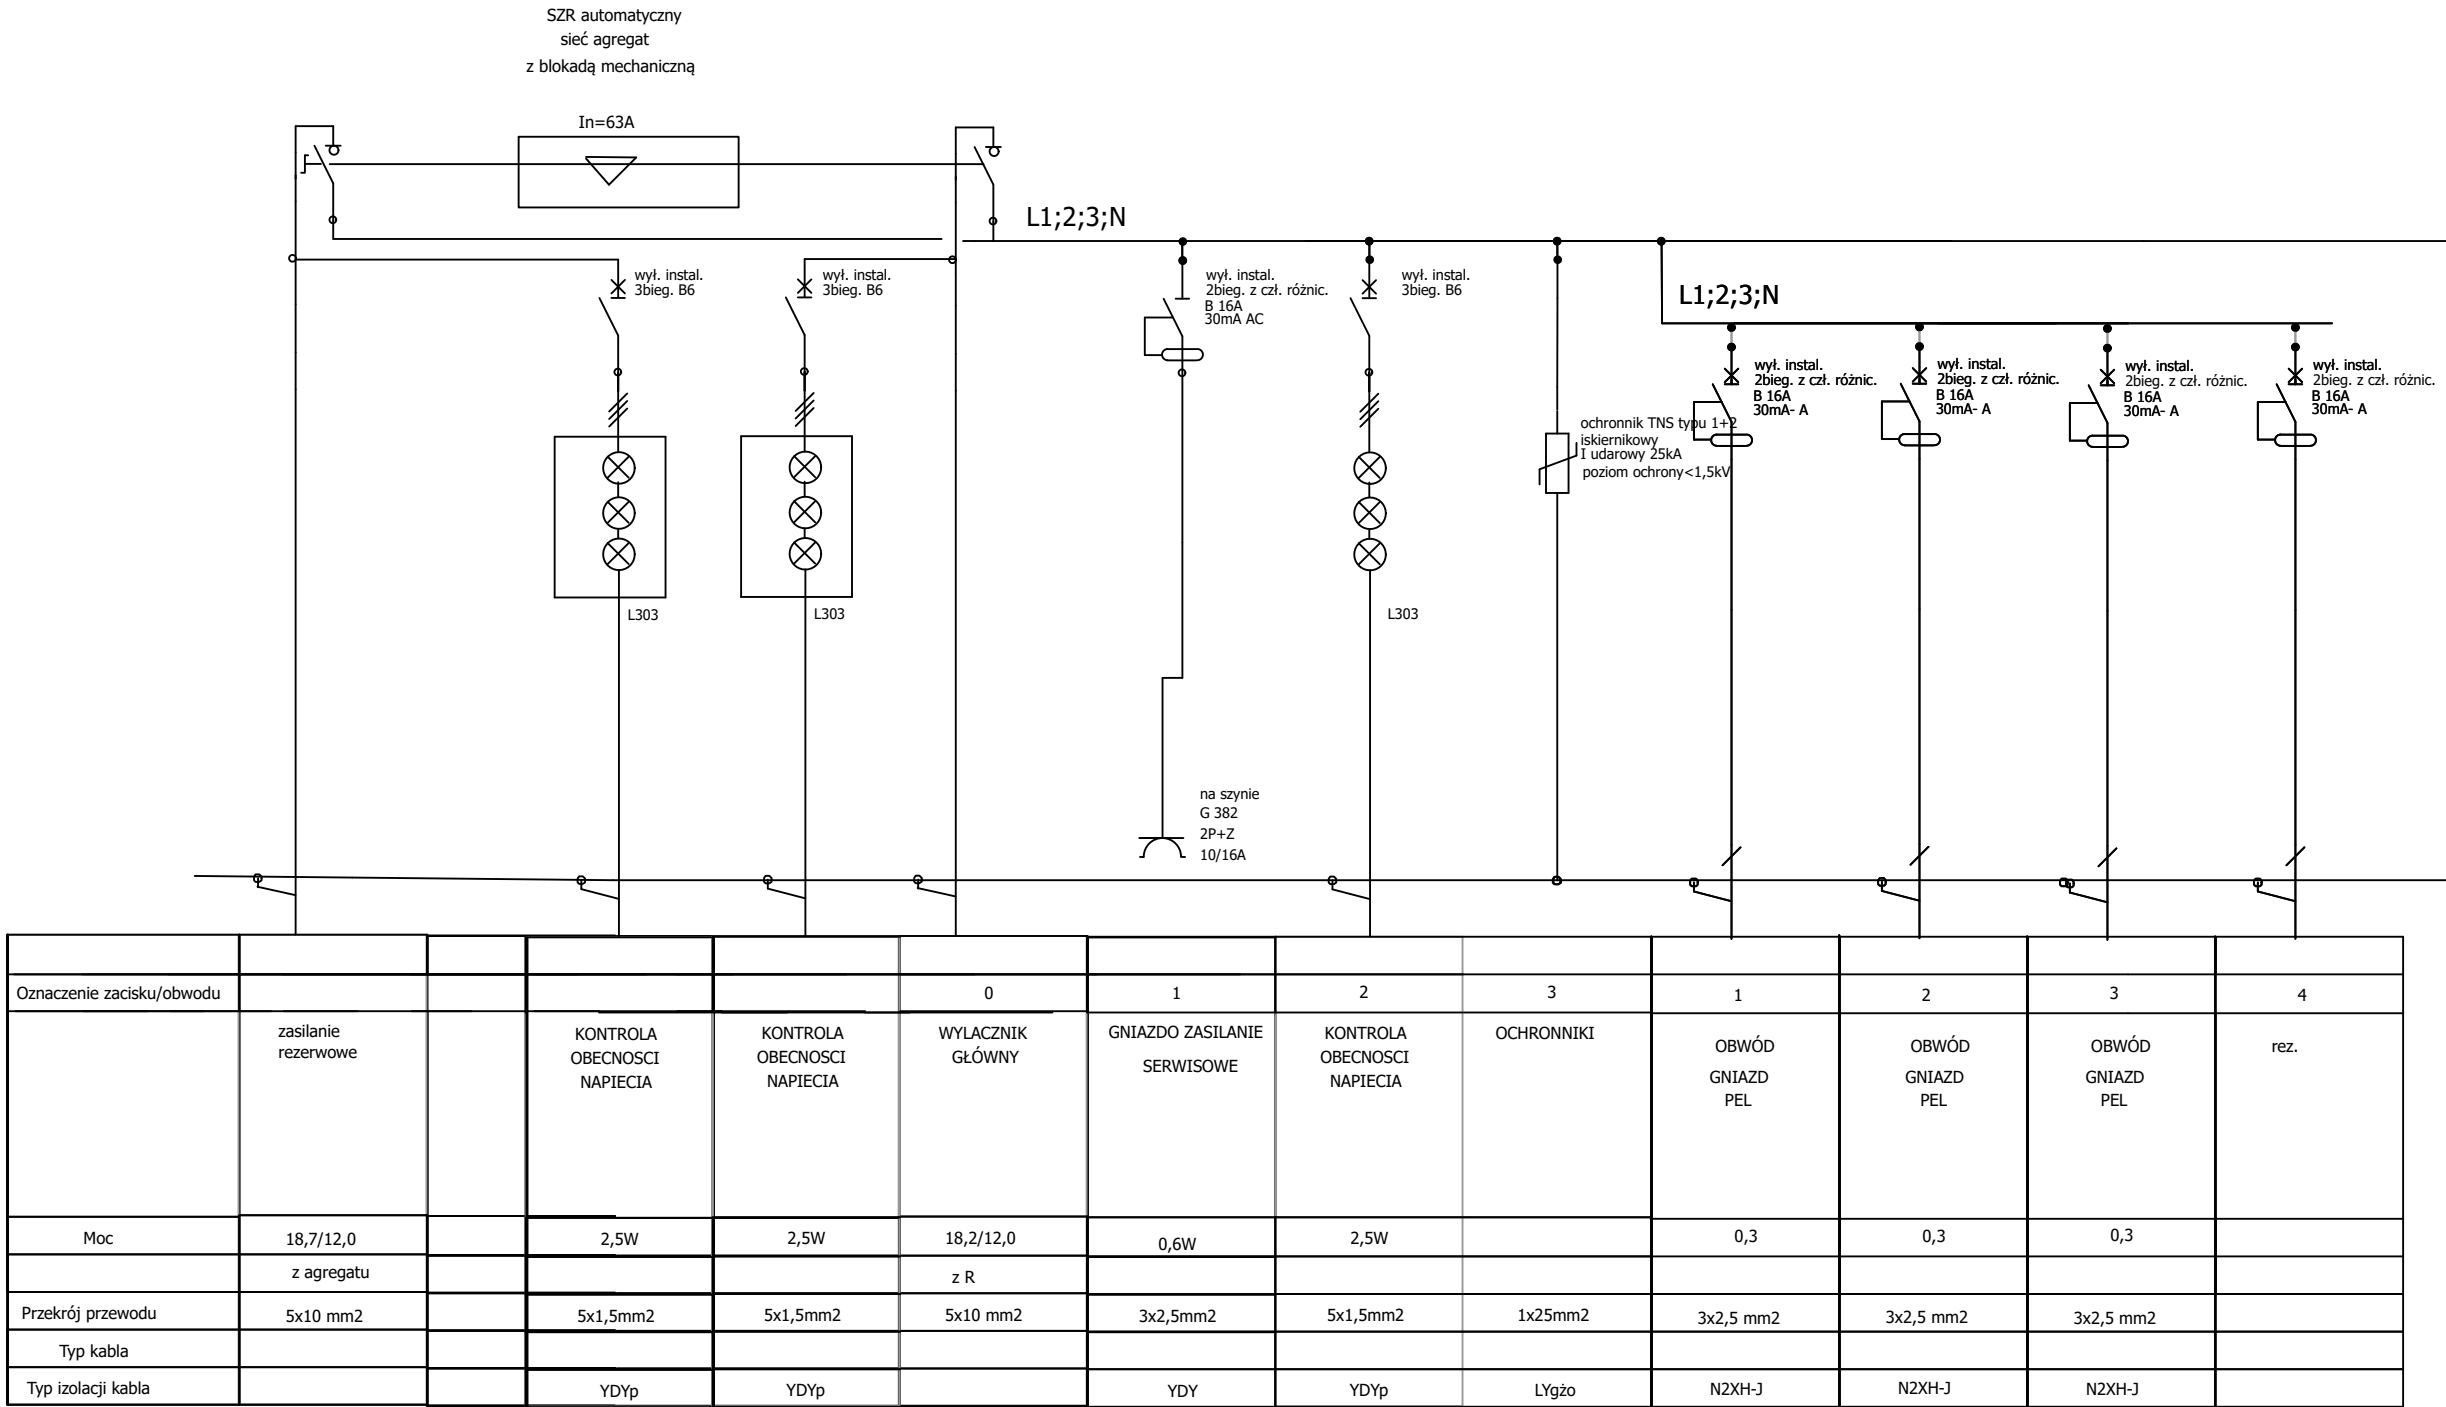 SZR automatyczny
sieć agregat
z blokadą mechaniczną
In=63A
L1;2;3;N
wył. instal.
3bieg. B6
wył. instal.
3bieg. B6
wył. instal.
2bieg. z czł. różnic.
B 16A
30mA AC
wył. instal.
3bieg. B6
L1;2;3;N
wył. instal.
2bieg. z czł. różnic.
B 16A
30mA- A
wył. instal.
2bieg. z czł. różnic.
B 16A
30mA- A
wył. instal.
2bieg. z czł. różnic.
B 16A
30mA- A
wył. instal.
2bieg. z czł. różnic.
B 16A
30mA- A
ochronnik TNS typu 1+2
iskiernikowy
I udarowy 25kA
poziom ochrony<1,5kV
L303
L303
L303
na szynie
G 382
2P+Z
10/16A
Oznaczenie zacisku/obwodu 0 1 2 3 1 2 3 4
zasilanie
rezerwowe
KONTROLA
OBECNOSCI
NAPIECIA
KONTROLA
OBECNOSCI
NAPIECIA
WYLACZNIK
GŁÓWNY
GNIAZDO ZASILANIE
SERWISOWE
KONTROLA
OBECNOSCI
NAPIECIA
OCHRONNIKI
OBWÓD
GNIAZD
PEL
OBWÓD
GNIAZD
PEL
OBWÓD
GNIAZD
PEL
rez.
Moc 18,7/12,0 2,5W 2,5W 18,2/12,0 0,6W 2,5W 0,3 0,3 0,3
z agregatu z R
Przekrój przewodu 5x10 mm2 5x1,5mm2 5x1,5mm2 5x10 mm2 3x2,5mm2 5x1,5mm2 1x25mm2 3x2,5 mm2 3x2,5 mm2 3x2,5 mm2
Typ kabla
Typ izolacji kabla YDYp YDYp YDY YDYp LYgżo N2XH-J N2XH-J N2XH-J